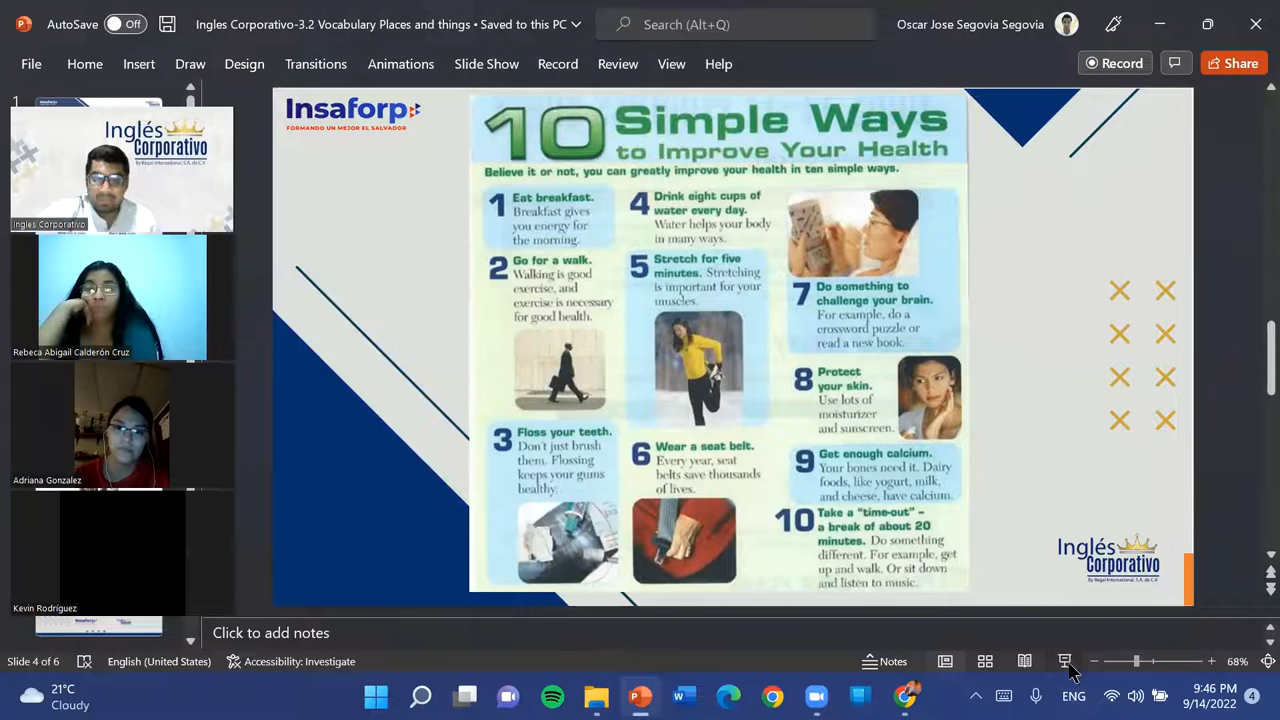 AutoSave Off Ingles Corporativo-3.2 Vocabulary Places and things • Saved to this PC Search (Alt+Q) Oscar Jose Segovia Segovia
File Home Insert Draw Design Transitions Animations Slide Show Record Review View Help Record Share
1
Inglés
Corporativo
By Regal International, S.A. de C.V
Ingles Corporativo
Rebeca Abigail Calderón Cruz
Adriana Gonzalez
Kevin Rodríguez
Insaforp
FORMANDO UN MEJOR EL SALVADOR
10 Simple Ways
to Improve Your Health
Believe it or not, you can greatly improve your health in ten simple ways.
1 Eat breakfast.
Breakfast gives
you energy for
the morning.
2 Go for a walk.
Walking is good
exercise, and
exercise is necessary
for good health.
3 Floss your teeth.
Don't just brush
them. Flossing
keeps your gums
healthy.
4 Drink eight cups of
water every day.
Water helps your body
in many ways.
5 Stretch for five
minutes. Stretching
is important for your
muscles.
6 Wear a seat belt.
Every year, seat
belts save thousands
of lives.
7 Do something to
challenge your brain.
For example, do a
crossword puzzle or
read a new book.
8 Protect
your skin.
Use lots of
moisturizer
and sunscreen.
9 Get enough calcium.
Your bones need it. Dairy
foods, like yogurt, milk,
and cheese, have calcium.
10 Take a "time-out" –
a break of about 20
minutes. Do something
different. For example, get
up and walk. Or sit down
and listen to music.
Inglés
Corporativo
By Regal International, S.A. de C.V
Click to add notes
Slide 4 of 6 English (United States) Accessibility: Investigate Notes 68%
21°C
Cloudy
ENG
9:46 PM
9/14/2022
4